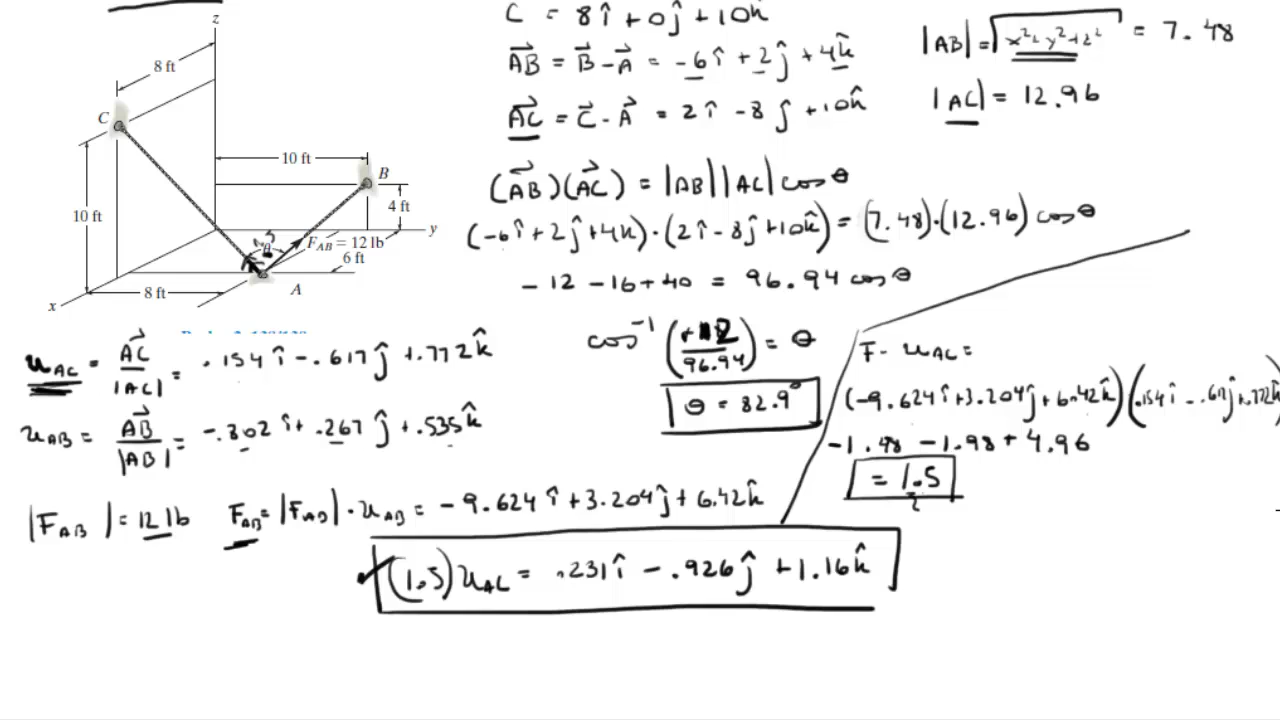 C = 8î + 0ĵ + 10k̂
AB = B - A = -6î + 2ĵ + 4k̂
AC = C - A = 2î - 8ĵ + 10k̂
|AB| = √x²+y²+z² = 7.48
|AC| = 12.96
(AB)(AC) = |AB||AC| cosθ
(-6î + 2ĵ + 4k)·(2î - 8ĵ + 10k̂) = (7.48)·(12.96) cosθ
-12 - 16 + 40 = 96.94 cosθ
cos⁻¹(+12/96.94) = θ
θ = 82.9°
z
8 ft
C
10 ft
B
10 ft
4 ft
y
θ
F_AB = 12 lb
6 ft
8 ft
A
x
u_AC = AC/|AC| = .154î - .617ĵ + .772k̂
u_AB = AB/|AB| = -.802î + .267ĵ + .535k̂
|F_AB| = 12 lb
F_AB = |F_AB|·u_AB = -9.624î + 3.204ĵ + 6.42k̂
F· u_AC =
(-9.624î + 3.204ĵ + 6.42k̂)(.154î - .617ĵ + .772k
-1.48 - 1.98 + 4.96
= 1.5
(1.5) u_AC = .231î - .926ĵ + 1.16k̂